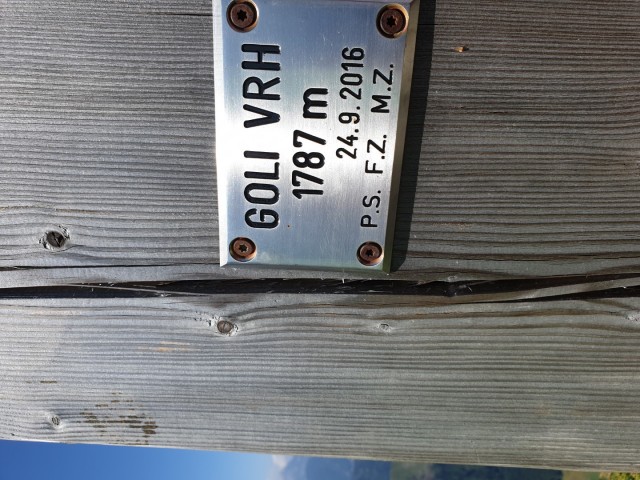 GOLI VRH
1787 m
24.9.2016
P.S. F.Z. M.Z.